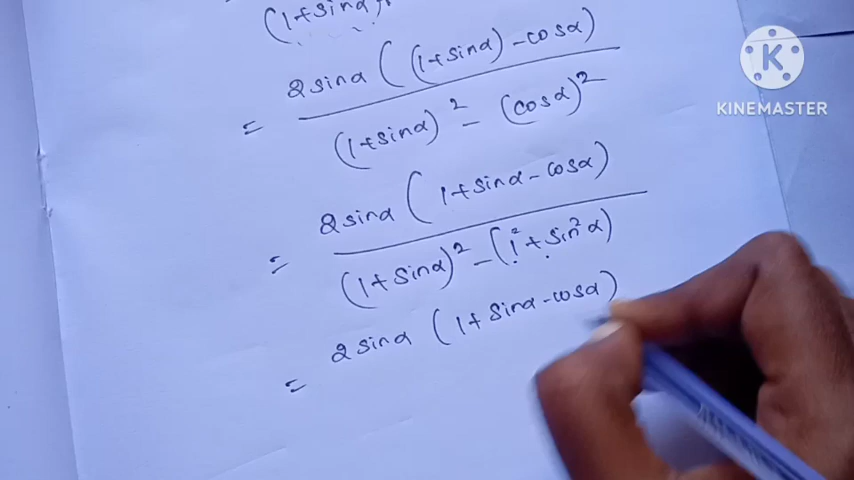 (1+sinα)
2sinα ((1+sinα) - cosα)
=
(1+sinα)² - (cosα)²
2sinα (1+sinα - cosα)
=
(1+sinα)² - (1² + sin²α)
2sinα (1+sinα - cosα)
=
K
KINEMASTER